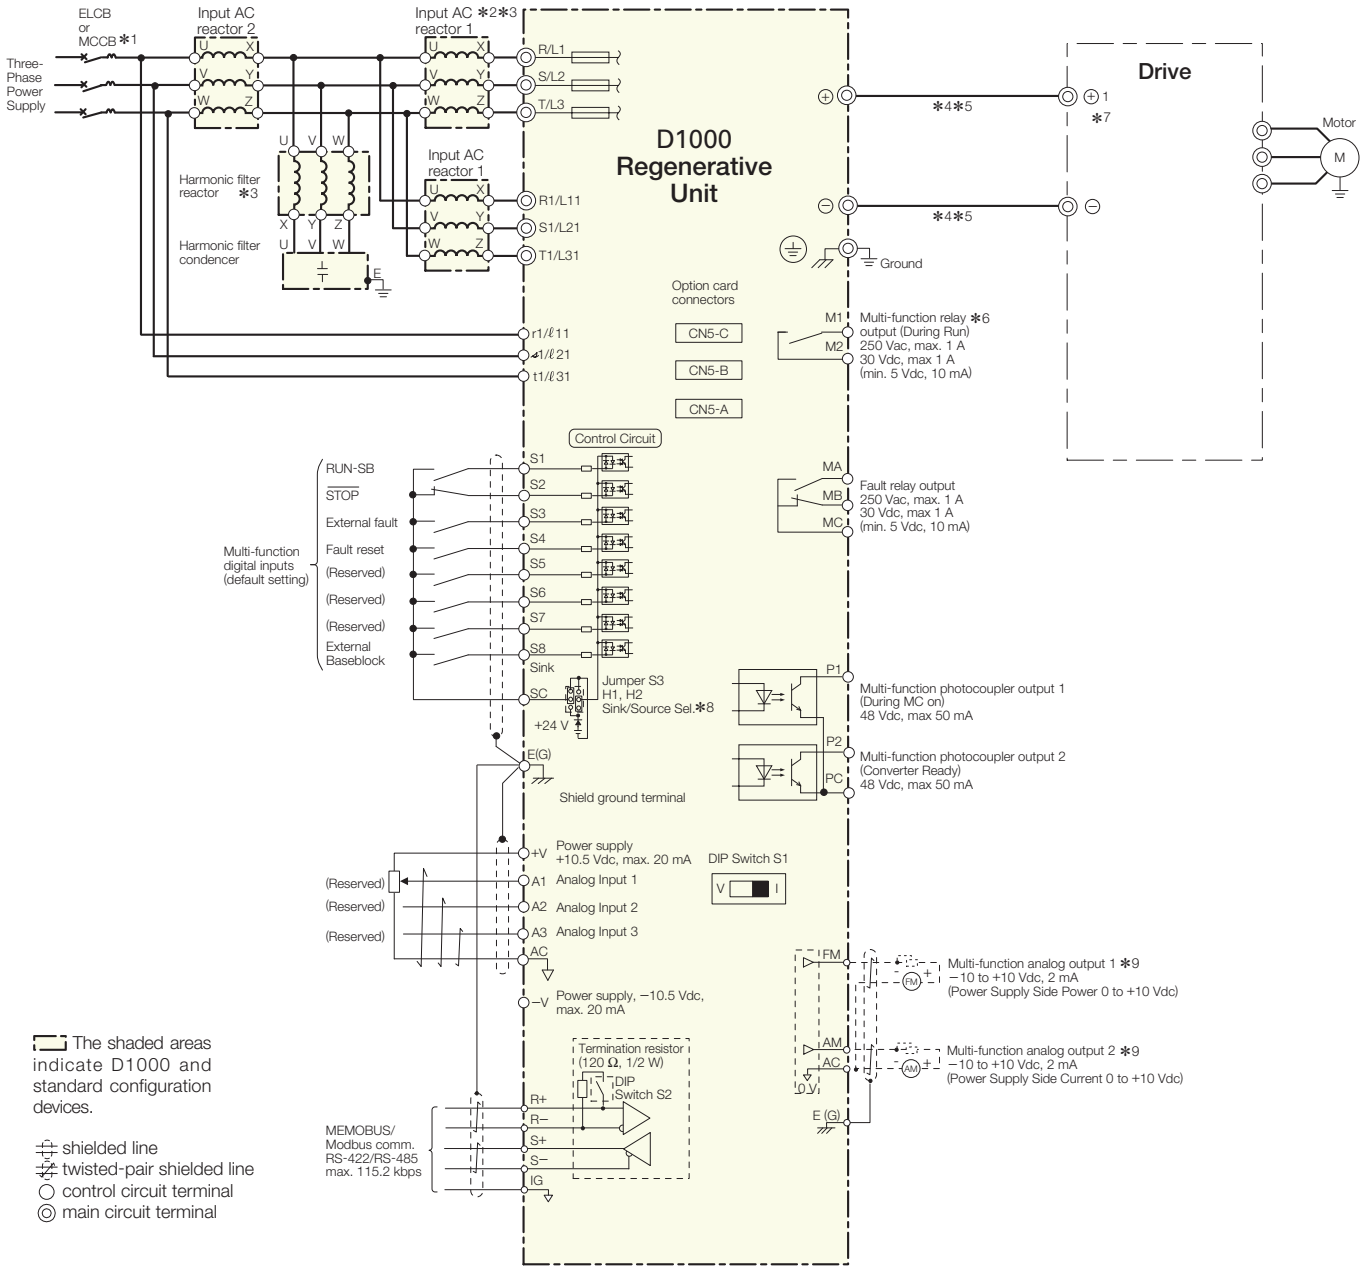 ELCB
or
MCCB *1
Three-
Phase
Power
Supply
Input AC
reactor 2
U X
V Y
W Z
Input AC *2*3
reactor 1
U X
V Y
W Z
R/L1
S/L2
T/L3
U V W
Harmonic filter
reactor *3
X Y Z
U V W
Harmonic filter
condencer
E
Input AC
reactor 1
U X
V Y
W Z
R1/L11
S1/L21
T1/L31
r1/ℓ11
1/ℓ21
t1/ℓ31
D1000
Regenerative
Unit
+
*4*5
+ 1
*7
−
*4*5
−
Drive
Motor
M
Ground
Option card
connectors
CN5-C
CN5-B
CN5-A
M1
M2
Multi-function relay *6
output (During Run)
250 Vac, max. 1 A
30 Vdc, max 1 A
(min. 5 Vdc, 10 mA)
MA
MB
MC
Fault relay output
250 Vac, max. 1 A
30 Vdc, max 1 A
(min. 5 Vdc, 10 mA)
Control Circuit
Multi-function
digital inputs
(default setting)
RUN-SB
S1
STOP
S2
External fault
S3
Fault reset
S4
(Reserved)
S5
(Reserved)
S6
(Reserved)
S7
External
Baseblock
S8
Sink
SC
+24 V
Jumper S3
H1, H2
Sink/Source Sel.*8
E(G)
Shield ground terminal
P1
Multi-function photocoupler output 1
(During MC on)
48 Vdc, max 50 mA
P2
PC
Multi-function photocoupler output 2
(Converter Ready)
48 Vdc, max 50 mA
+V
Power supply
+10.5 Vdc, max. 20 mA
(Reserved)
A1 Analog Input 1
(Reserved)
A2 Analog Input 2
(Reserved)
A3 Analog Input 3
AC
−V
Power supply, −10.5 Vdc,
max. 20 mA
DIP Switch S1
V I
FM
FM
- +
Multi-function analog output 1 *9
−10 to +10 Vdc, 2 mA
(Power Supply Side Power 0 to +10 Vdc)
AM
AC
0 V
AM
- +
Multi-function analog output 2 *9
−10 to +10 Vdc, 2 mA
(Power Supply Side Current 0 to +10 Vdc)
E (G)
Termination resistor
(120 Ω, 1/2 W)
DIP
Switch S2
MEMOBUS/
Modbus comm.
RS-422/RS-485
max. 115.2 kbps
R+
R−
S+
S−
IG
The shaded areas
indicate D1000 and
standard configuration
devices.
shielded line
twisted-pair shielded line
control circuit terminal
main circuit terminal